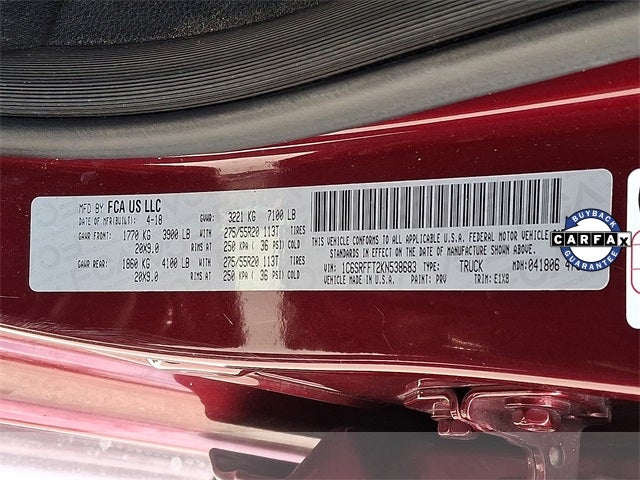 MFD BY FCA US LLC
DATE OF MFR(BUILT): 4-18
GVWR: 3221 KG 7100 LB
GAWR FRONT: 1770 KG 3900 LB WITH 275/55R20 113T TIRES
20X9.0 RIMS AT 250 KPA ( 36 PSI) COLD
GAWR REAR: 1860 KG 4100 LB WITH 275/55R20 113T TIRES
20X9.0 RIMS AT 250 KPA ( 36 PSI) COLD
THIS VEHICLE CONFORMS TO ALL APPLICABLE U.S.A. FEDERAL MOTOR VEH
STANDARDS IN EFFECT ON THE DATE OF MANUFACTURE SHOWN ABOVE.
VIN: 1C6SRFFT2KN538683 TYPE: TRUCK MDH:041806
VEHICLE MADE IN U.S.A. PAINT: PRV TRIM: E1X8
BUYBACK
CARFAX
GUARANTEE